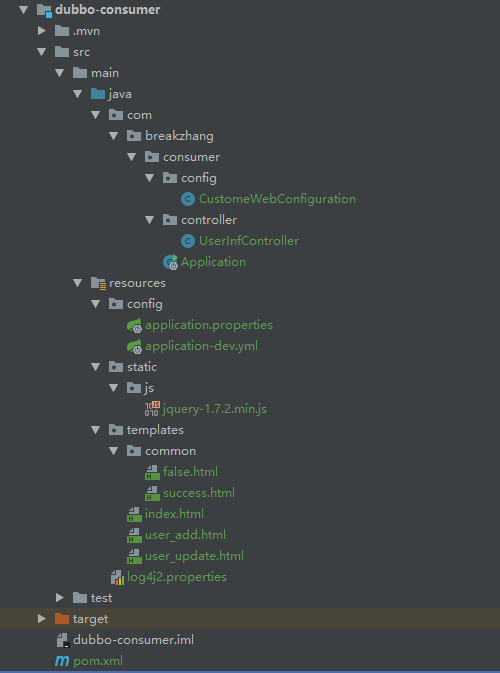 dubbo-consumer
.mvn
src
main
java
com
breakzhang
consumer
config
CustomeWebConfiguration
controller
UserInfController
Application
resources
config
application.properties
application-dev.yml
static
js
jquery-1.7.2.min.js
templates
common
false.html
success.html
index.html
user_add.html
user_update.html
log4j2.properties
test
target
dubbo-consumer.iml
pom.xml